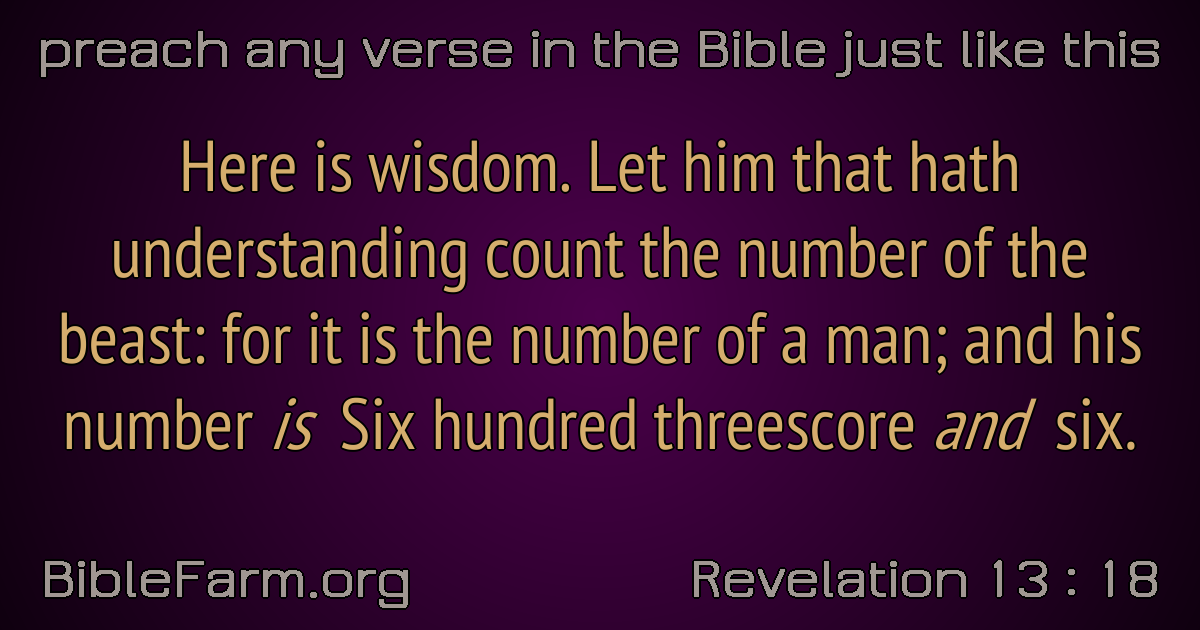 preach any verse in the Bible just like this
Here is wisdom. Let him that hath
understanding count the number of the
beast: for it is the number of a man; and his
number is Six hundred threescore and six.
BibleFarm.org
Revelation 13 : 18